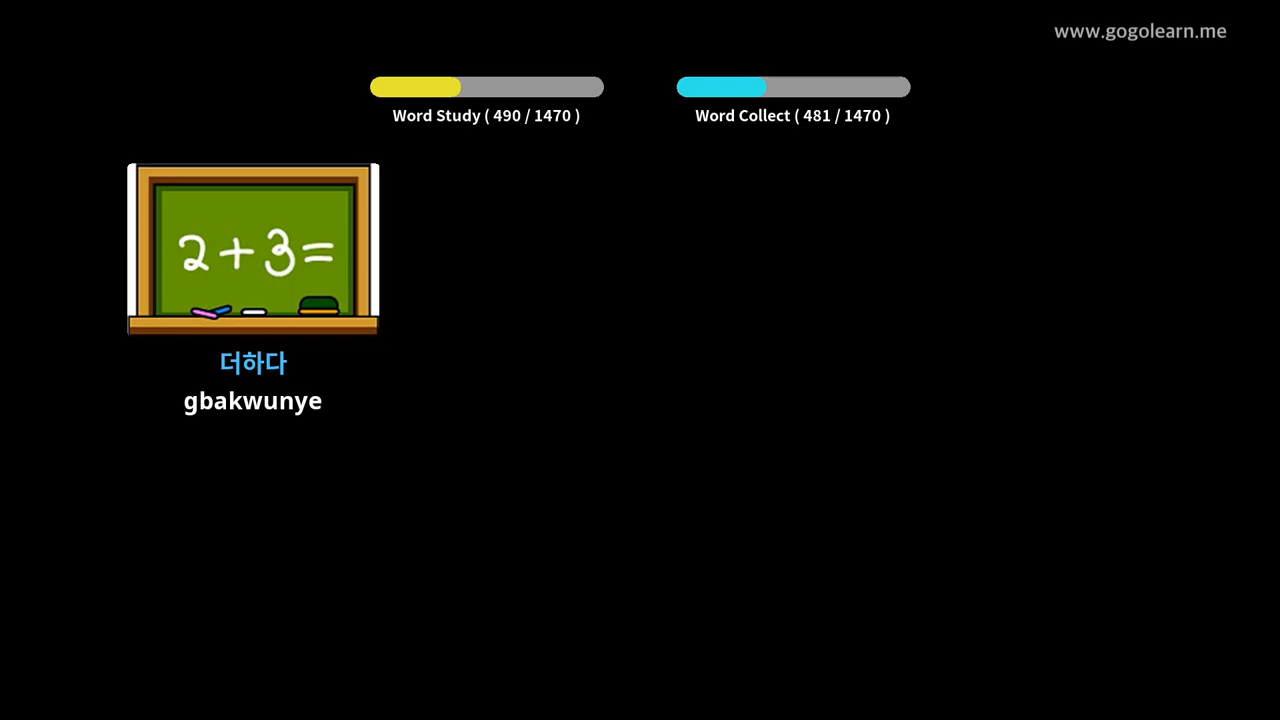 www.gogolearn.me
Word Study ( 490 / 1470 )
Word Collect ( 481 / 1470 )
2+3=
더하다
gbakwunye